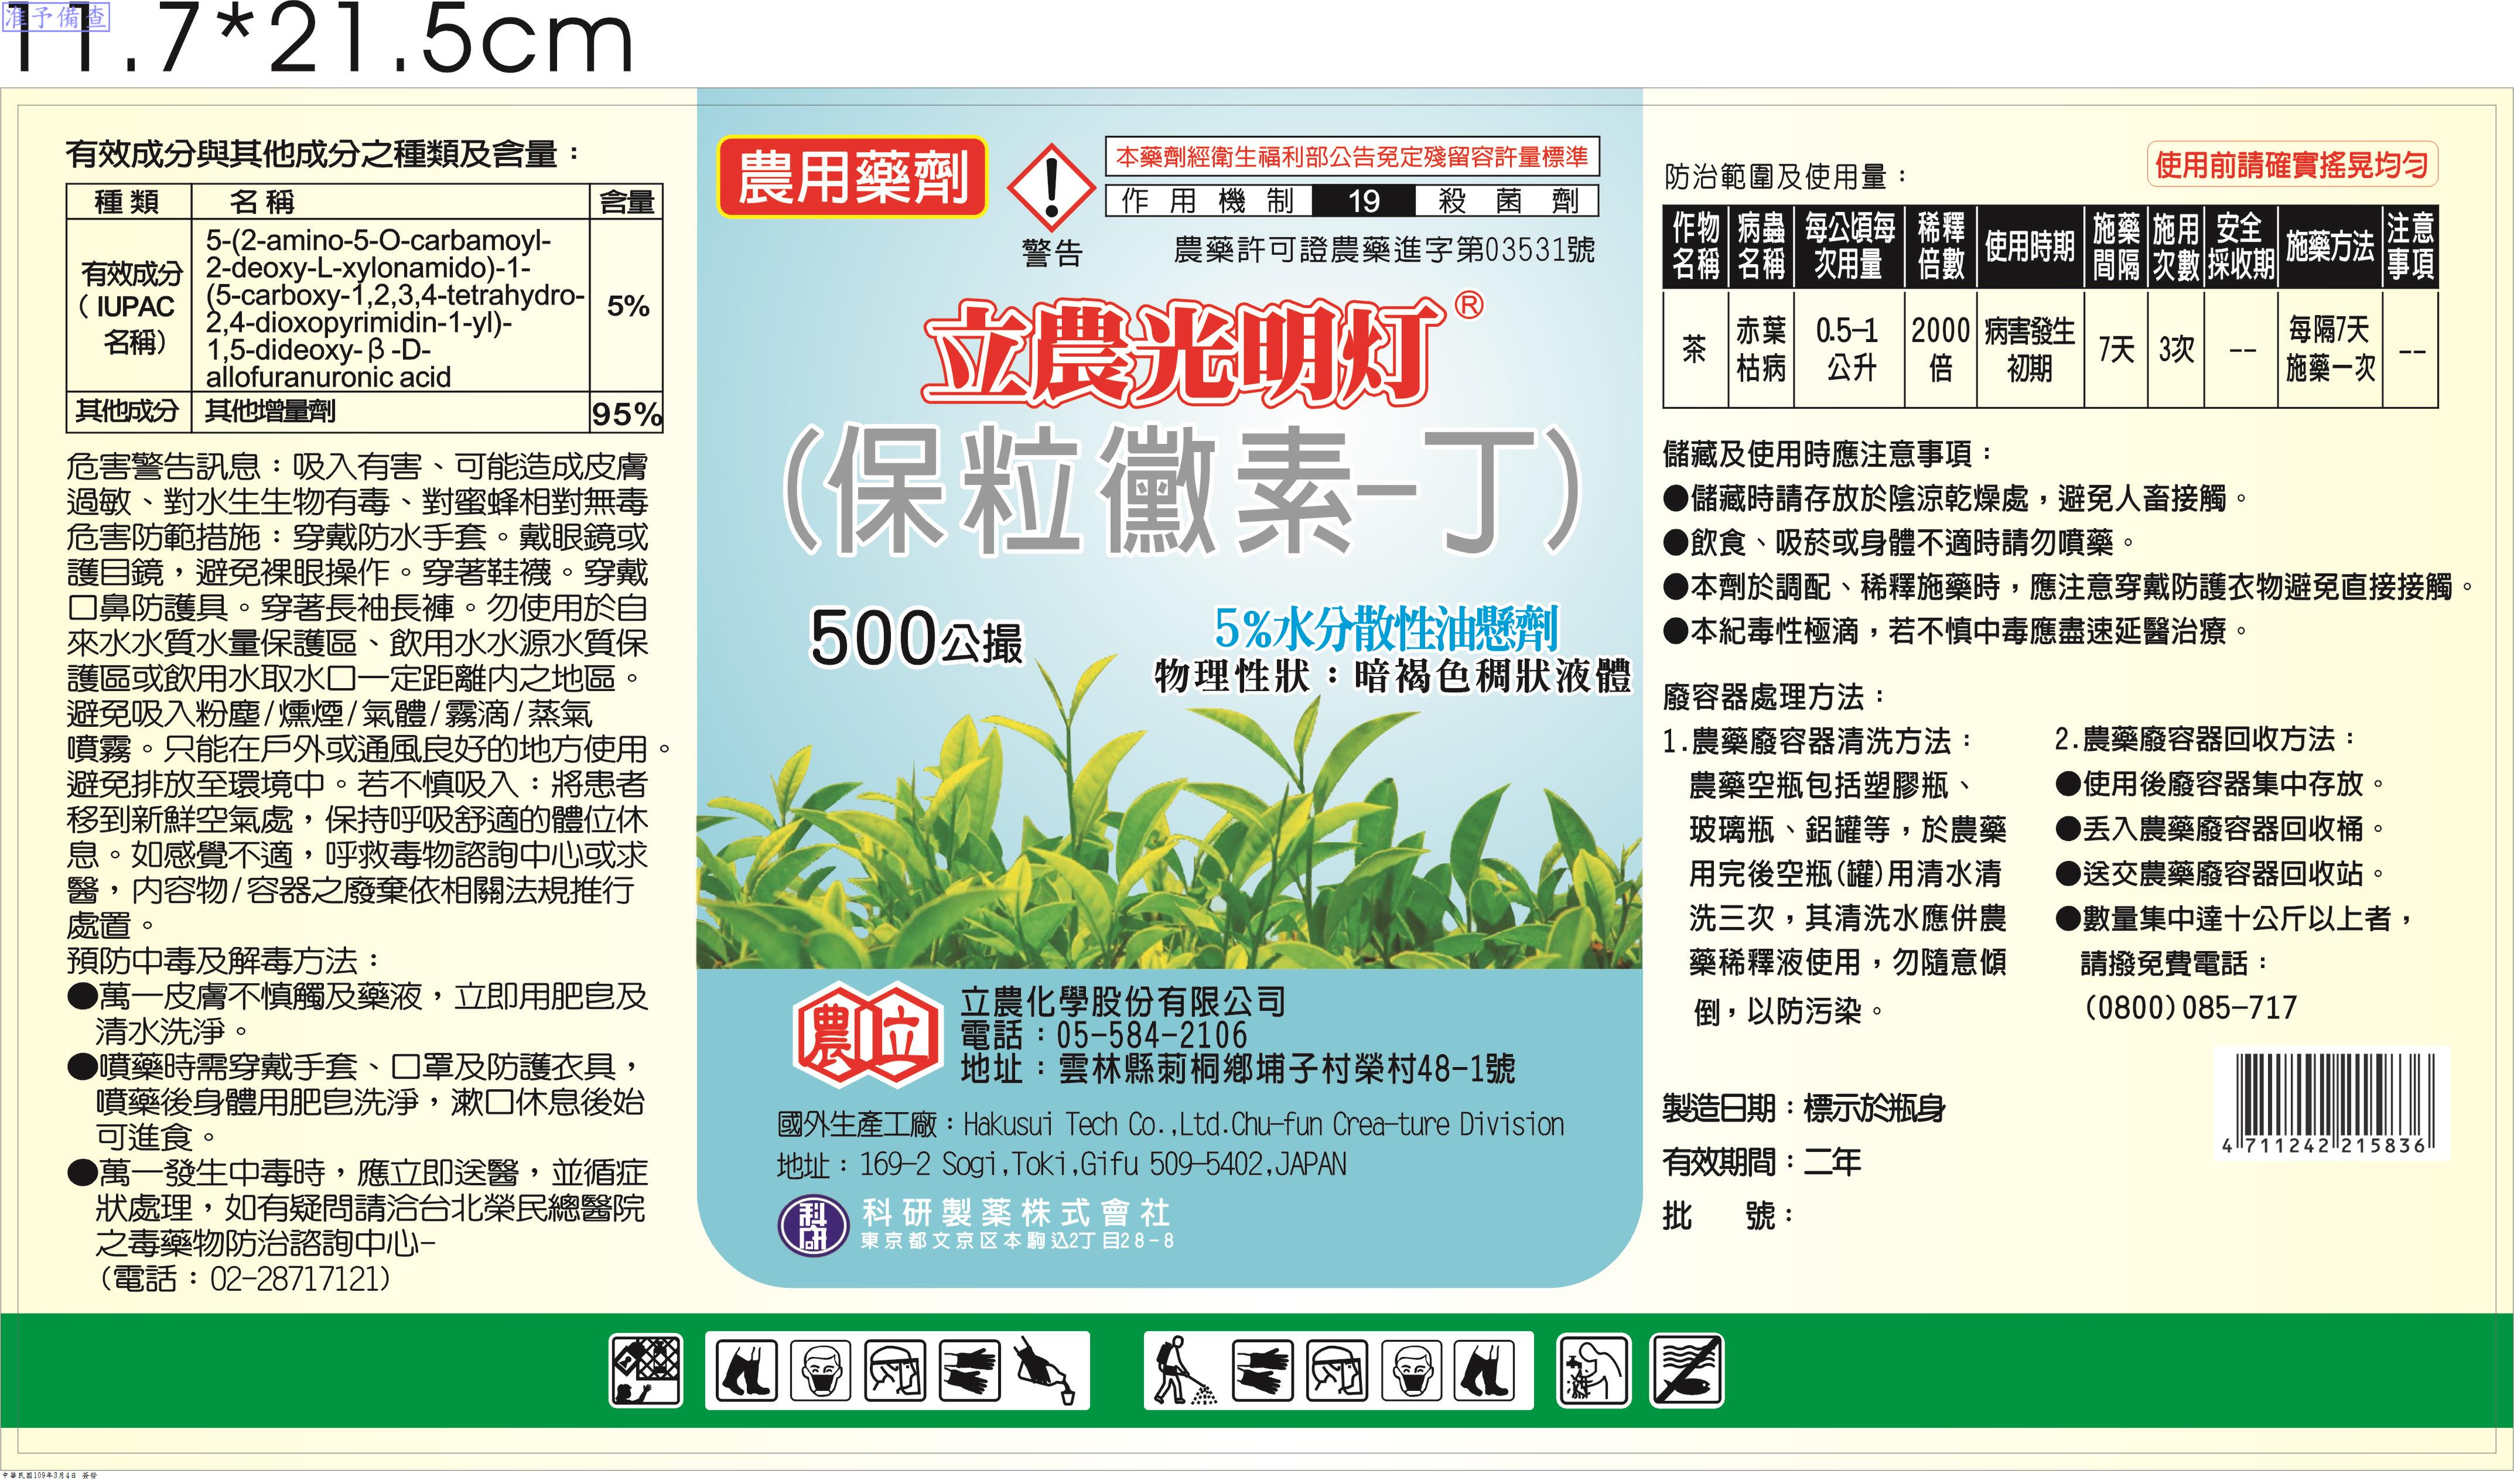 准予備查
11.7*21.5cm
有效成分與其他成分之種類及含量：
種類 名稱 含量
有效成分
（IUPAC
名稱）
5-(2-amino-5-O-carbamoyl-
2-deoxy-L-xylonamido)-1-
(5-carboxy-1,2,3,4-tetrahydro-
2,4-dioxopyrimidin-1-yl)-
1,5-dideoxy-β-D-
allofuranuronic acid
5%
其他成分 其他增量劑 95%
危害警告訊息：吸入有害、可能造成皮膚
過敏、對水生生物有毒、對蜜蜂相對無毒
危害防範措施：穿戴防水手套。戴眼鏡或
護目鏡，避免裸眼操作。穿著鞋襪。穿戴
口鼻防護具。穿著長袖長褲。勿使用於自
來水水質水量保護區、飲用水水源水質保
護區或飲用水取水口一定距離內之地區。
避免吸入粉塵/燻煙/氣體/霧滴/蒸氣
噴霧。只能在戶外或通風良好的地方使用。
避免排放至環境中。若不慎吸入：將患者
移到新鮮空氣處，保持呼吸舒適的體位休
息。如感覺不適，呼救毒物諮詢中心或求
醫，內容物/容器之廢棄依相關法規推行
處置。
預防中毒及解毒方法：
●萬一皮膚不慎觸及藥液，立即用肥皂及
清水洗淨。
●噴藥時需穿戴手套、口罩及防護衣具，
噴藥後身體用肥皂洗淨，漱口休息後始
可進食。
●萬一發生中毒時，應立即送醫，並循症
狀處理，如有疑問請洽台北榮民總醫院
之毒藥物防治諮詢中心-
（電話：02-28717121）
農用藥劑
警告
本藥劑經衛生福利部公告免定殘留容許量標準
作用機制 19 殺菌劑
農藥許可證農藥進字第03531號
立農光明灯®
（保粒黴素-丁）
500公撮
5%水分散性油懸劑
物理性狀：暗褐色稠狀液體
農立
立農化學股份有限公司
電話：05-584-2106
地址：雲林縣莿桐鄉埔子村榮村48-1號
國外生產工廠：Hakusui Tech Co.,Ltd.Chu-fun Crea-ture Division
地址：169-2 Sogi,Toki,Gifu 509-5402,JAPAN
科研
科研製薬株式會社
東京都文京区本駒込2丁目28-8
使用前請確實搖晃均勻
防治範圍及使用量：
作物名稱 病蟲名稱 每公頃每次用量 稀釋倍數 使用時期 施藥間隔 施用次數 安全採收期 施藥方法 注意事項
茶 赤葉枯病 0.5-1公升 2000倍 病害發生初期 7天 3次 -- 每隔7天施藥一次 --
儲藏及使用時應注意事項：
●儲藏時請存放於陰涼乾燥處，避免人畜接觸。
●飲食、吸菸或身體不適時請勿噴藥。
●本劑於調配、稀釋施藥時，應注意穿戴防護衣物避免直接接觸。
●本紀毒性極滴，若不慎中毒應盡速延醫治療。
廢容器處理方法：
1.農藥廢容器清洗方法：
農藥空瓶包括塑膠瓶、
玻璃瓶、鋁罐等，於農藥
用完後空瓶(罐)用清水清
洗三次，其清洗水應併農
藥稀釋液使用，勿隨意傾
倒，以防污染。
2.農藥廢容器回收方法：
●使用後廢容器集中存放。
●丟入農藥廢容器回收桶。
●送交農藥廢容器回收站。
●數量集中達十公斤以上者，
請撥免費電話：
(0800)085-717
製造日期：標示於瓶身
有效期間：二年
批　號：
4 711242 215836
中華民國109年3月4日 簽發